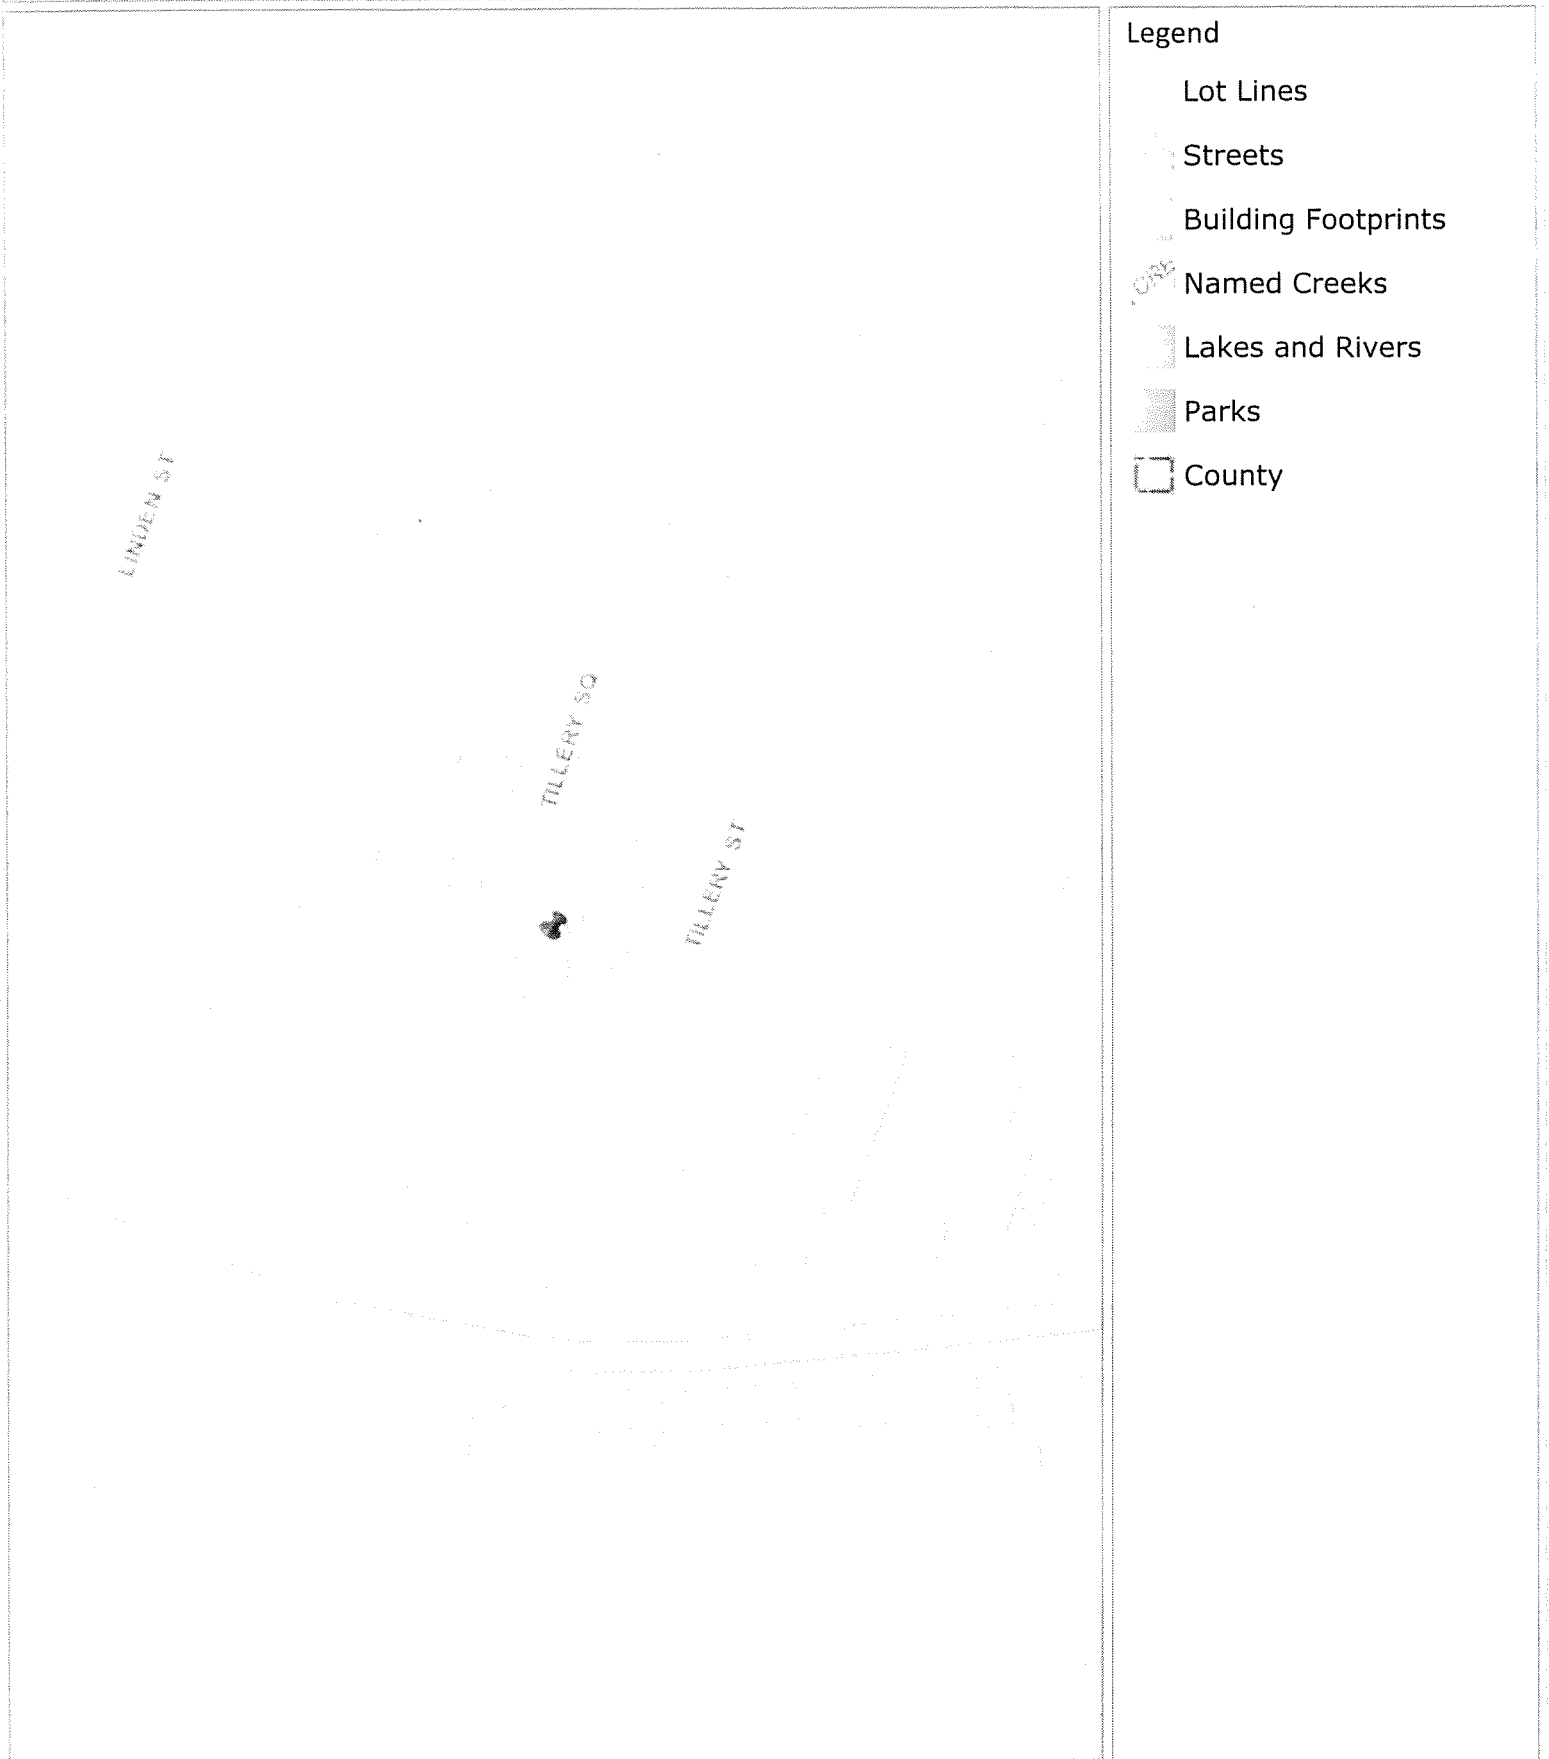 Legend
Lot Lines
Streets
Building Footprints
Named Creeks
Lakes and Rivers
Parks
County
LINDEN ST
TILLERY SQ
TILLERY ST